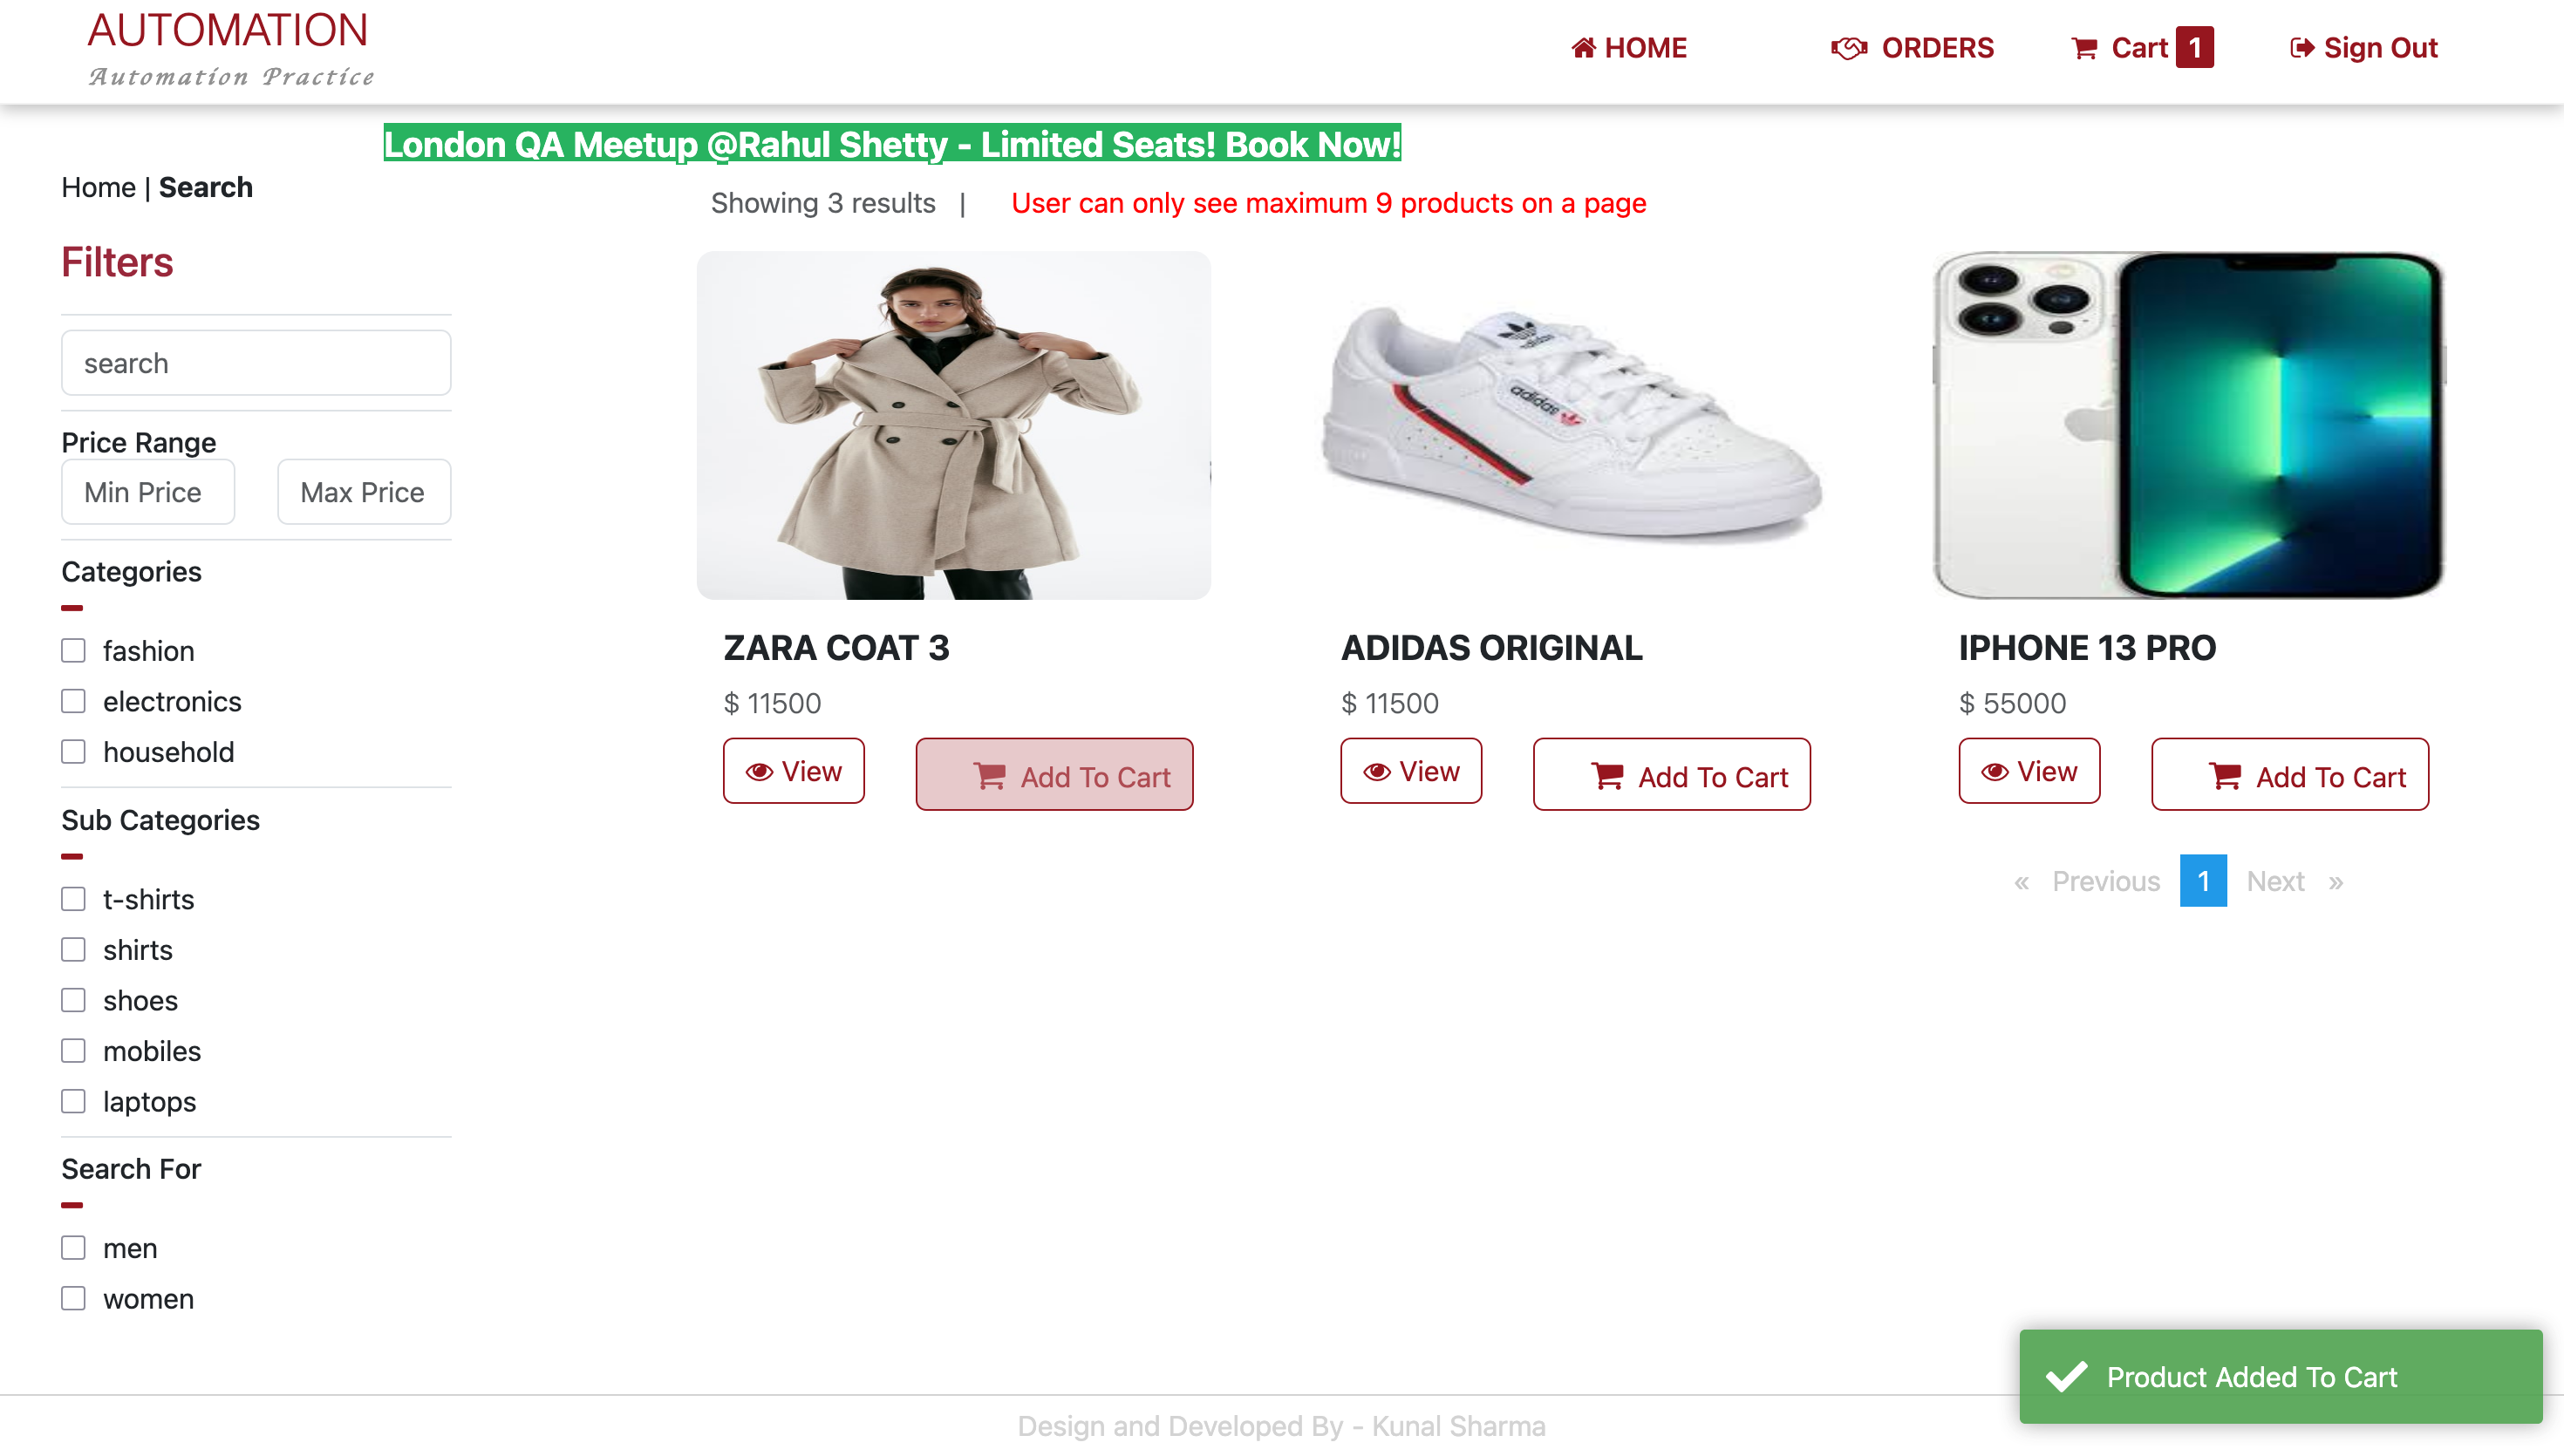 AUTOMATION
Automation Practice
HOME
ORDERS
Cart 1
Sign Out
London QA Meetup @Rahul Shetty - Limited Seats! Book Now!
Home | Search
Showing 3 results |
User can only see maximum 9 products on a page
Filters
search
Price Range
Min Price
Max Price
Categories
fashion
electronics
household
Sub Categories
t-shirts
shirts
shoes
mobiles
laptops
Search For
men
women
adidas
adidas
ZARA COAT 3
$ 11500
View
Add To Cart
ADIDAS ORIGINAL
$ 11500
View
Add To Cart
IPHONE 13 PRO
$ 55000
View
Add To Cart
« Previous 1 Next »
Product Added To Cart
Design and Developed By - Kunal Sharma